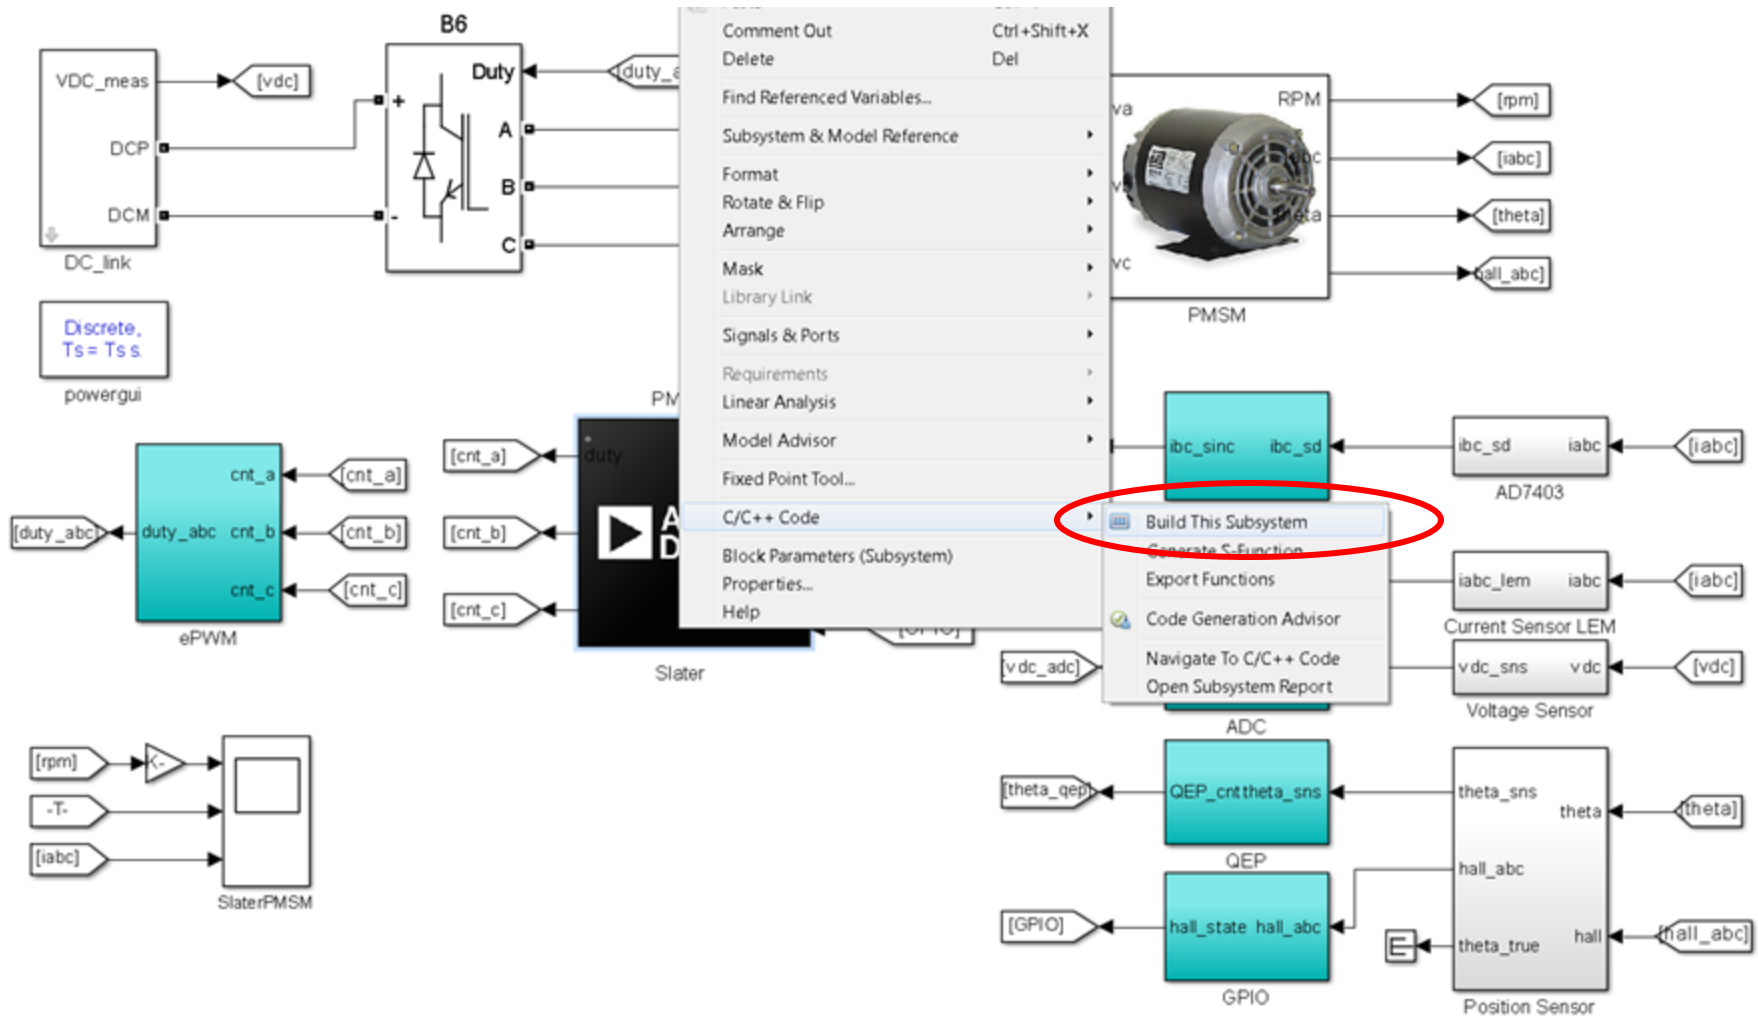 B6
VDC_meas
DCP
DCM
DC_link
[vdc]
+
-
Duty
A
B
C
[duty_a
Comment Out Ctrl+Shift+X
Delete Del
Find Referenced Variables...
Subsystem & Model Reference
Format
Rotate & Flip
Arrange
Mask
Library Link
Signals & Ports
Requirements
Linear Analysis
Model Advisor
Fixed Point Tool...
C/C++ Code
Block Parameters (Subsystem)
Properties...
Help
Build This Subsystem
Generate S-Function
Export Functions
Code Generation Advisor
Navigate To C/C++ Code
Open Subsystem Report
va
vc
RPM
PMSM
[rpm]
[iabc]
[theta]
hall_abc]
Discrete,
Ts = Ts s.
powergui
[duty_abc]
duty_abc
cnt_a
cnt_b
cnt_c
[cnt_a]
[cnt_b]
[cnt_c]
ePWM
[cnt_a]
[cnt_b]
[cnt_c]
PM
duty
A
D
Slater
[GPIO]
ibc_sinc ibc_sd
ibc_sd iabc
[iabc]
AD7403
iabc_lem iabc
[iabc]
Current Sensor LEM
[vdc_adc]
ADC
vdc_sns vdc
[vdc]
Voltage Sensor
[rpm]
K-
-T-
[iabc]
SlaterPMSM
[theta_qep]
QEP_cnt theta_sns
QEP
[GPIO]
hall_state hall_abc
GPIO
theta_sns
hall_abc
theta_true
theta
hall
[theta]
[hall_abc]
Position Sensor